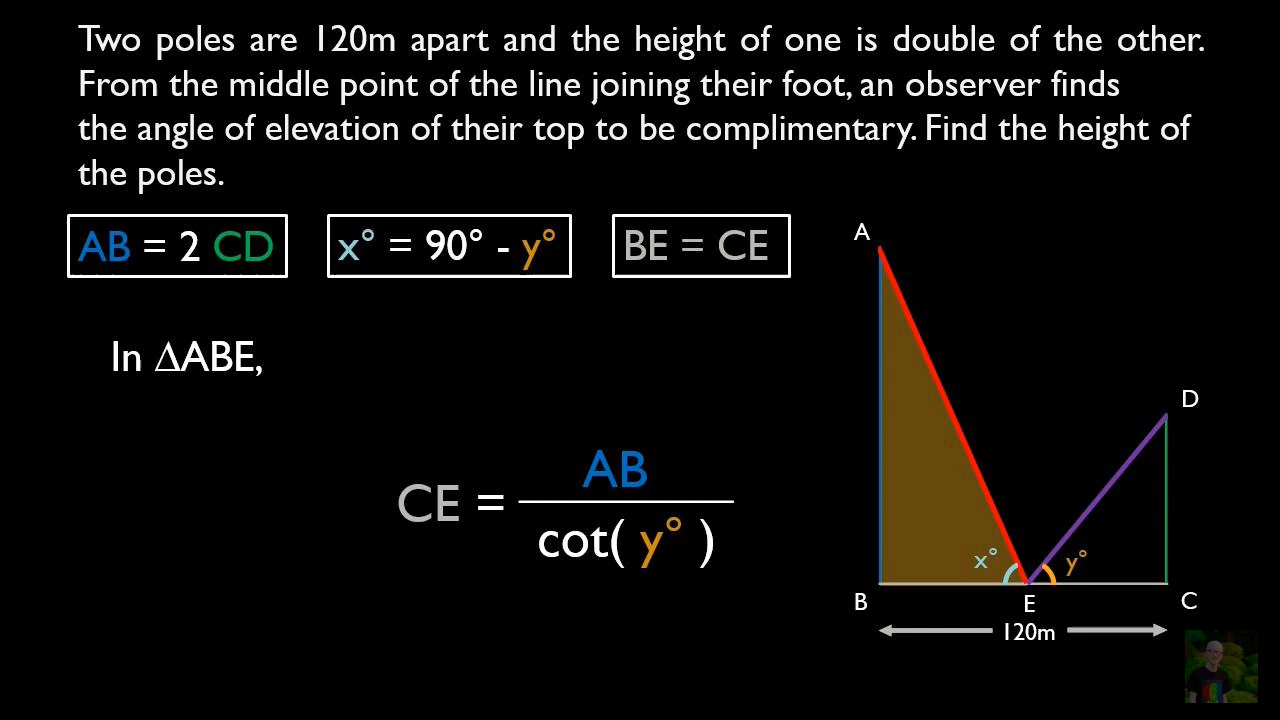 Two poles are 120m apart and the height of one is double of the other.
From the middle point of the line joining their foot, an observer finds
the angle of elevation of their top to be complimentary. Find the height of
the poles.
AB = 2 CD
x° = 90° - y°
BE = CE
In ∆ABE,
CE = AB
cot( y° )
A
D
x°
y°
B
E
C
120m